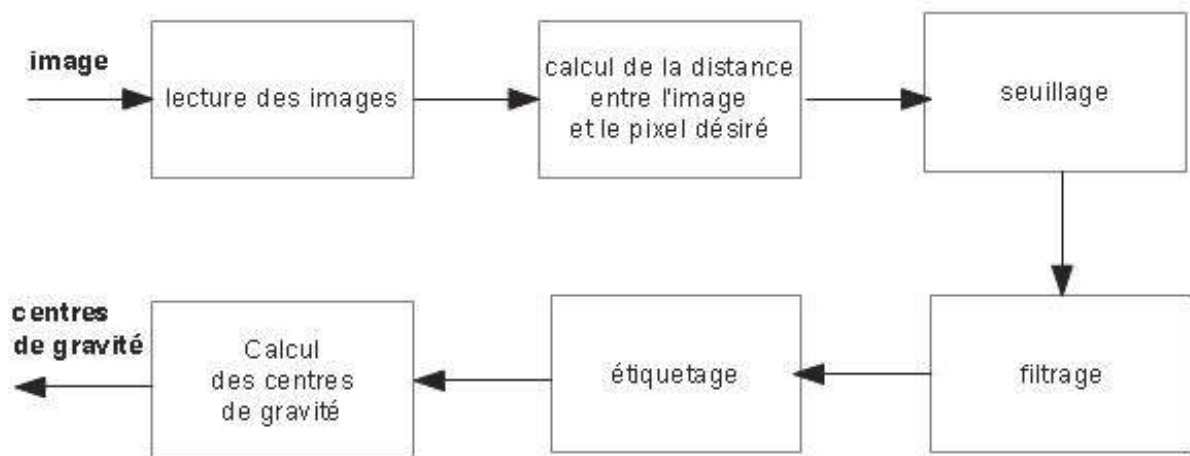 image
lecture des images
calcul de la distance
entre l'image
et le pixel désiré
seuillage
filtrage
étiquetage
Calcul
des centres
de gravité
centres
de gravité